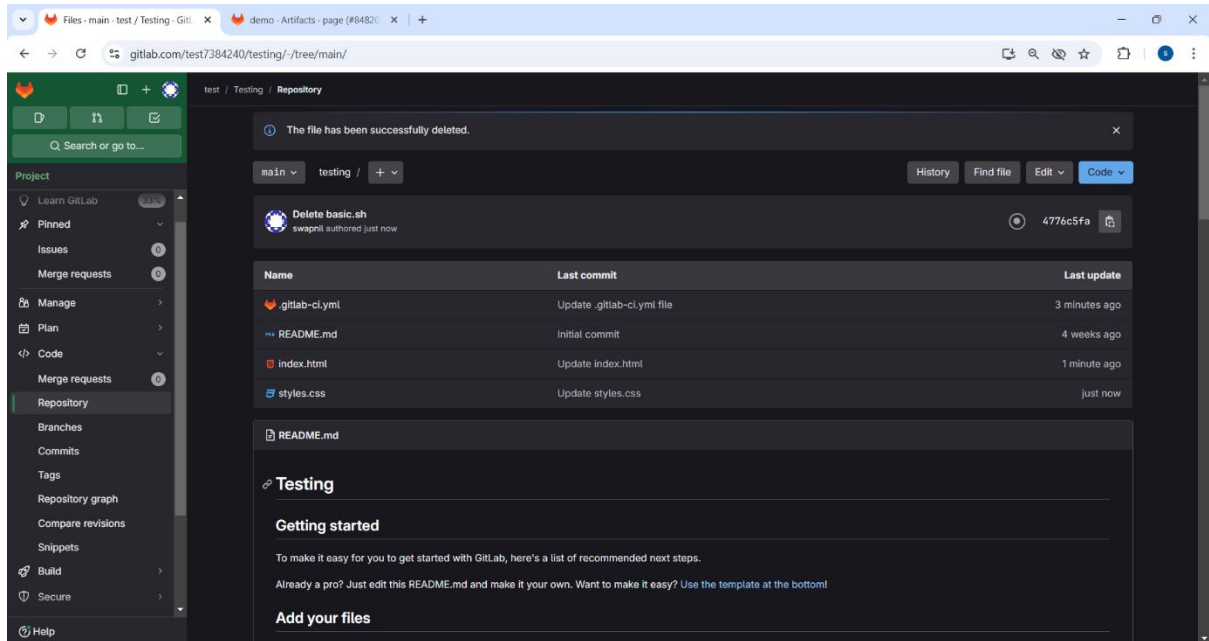 Files · main · test / Testing · GitL
demo · Artifacts · page (#84820
gitlab.com/test7384240/testing/-/tree/main/
S
test / Testing / Repository
Search or go to...
The file has been successfully deleted.
Project
main
testing /
History
Find file
Edit
Code
Learn GitLab
33%
Pinned
Issues
0
Merge requests
0
Delete basic.sh
swapnil authored just now
4776c5fa
Name
Last commit
Last update
Manage
.gitlab-ci.yml
Update .gitlab-ci.yml file
3 minutes ago
Plan
README.md
Initial commit
4 weeks ago
Code
Merge requests
0
index.html
Update index.html
1 minute ago
Repository
styles.css
Update styles.css
just now
Branches
Commits
Tags
Repository graph
Compare revisions
Snippets
Build
Secure
Help
README.md
Testing
Getting started
To make it easy for you to get started with GitLab, here's a list of recommended next steps.
Already a pro? Just edit this README.md and make it your own. Want to make it easy? Use the template at the bottom!
Add your files